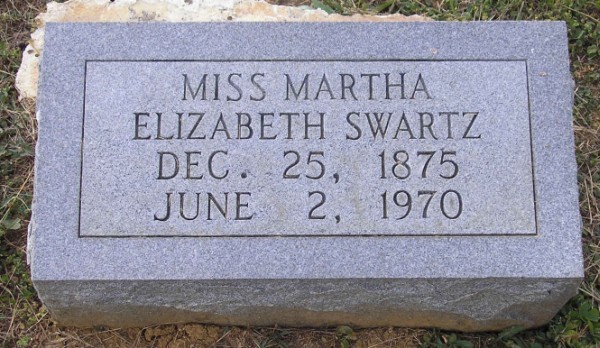 MISS MARTHA
ELIZABETH SWARTZ
DEC. 25, 1875
JUNE 2, 1970